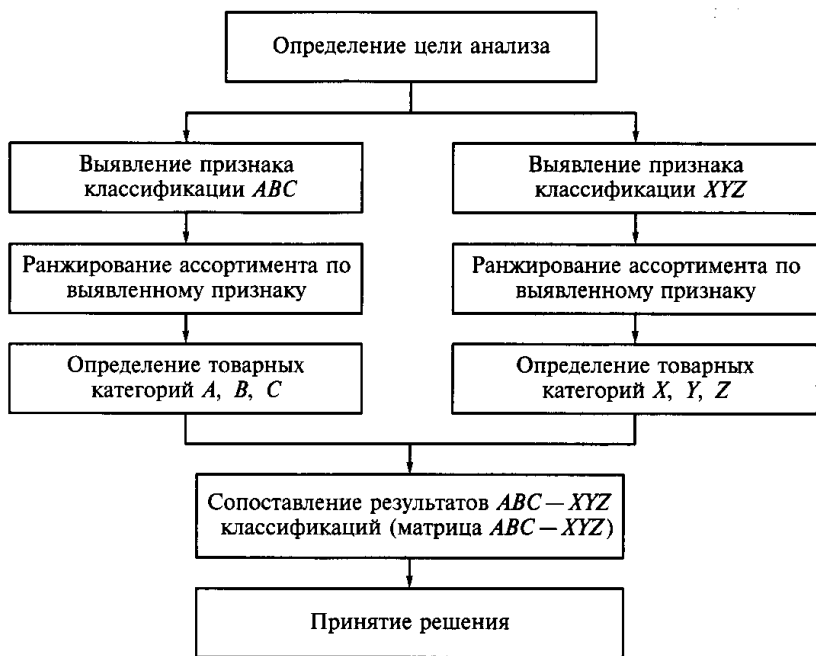 Определение цели анализа
Выявление признака
классификации ABC
Выявление признака
классификации XYZ
Ранжирование ассортимента по
выявленному признаку
Ранжирование ассортимента по
выявленному признаку
Определение товарных
категорий A, B, C
Определение товарных
категорий X, Y, Z
Сопоставление результатов ABC – XYZ
классификаций (матрица ABC – XYZ)
Принятие решения